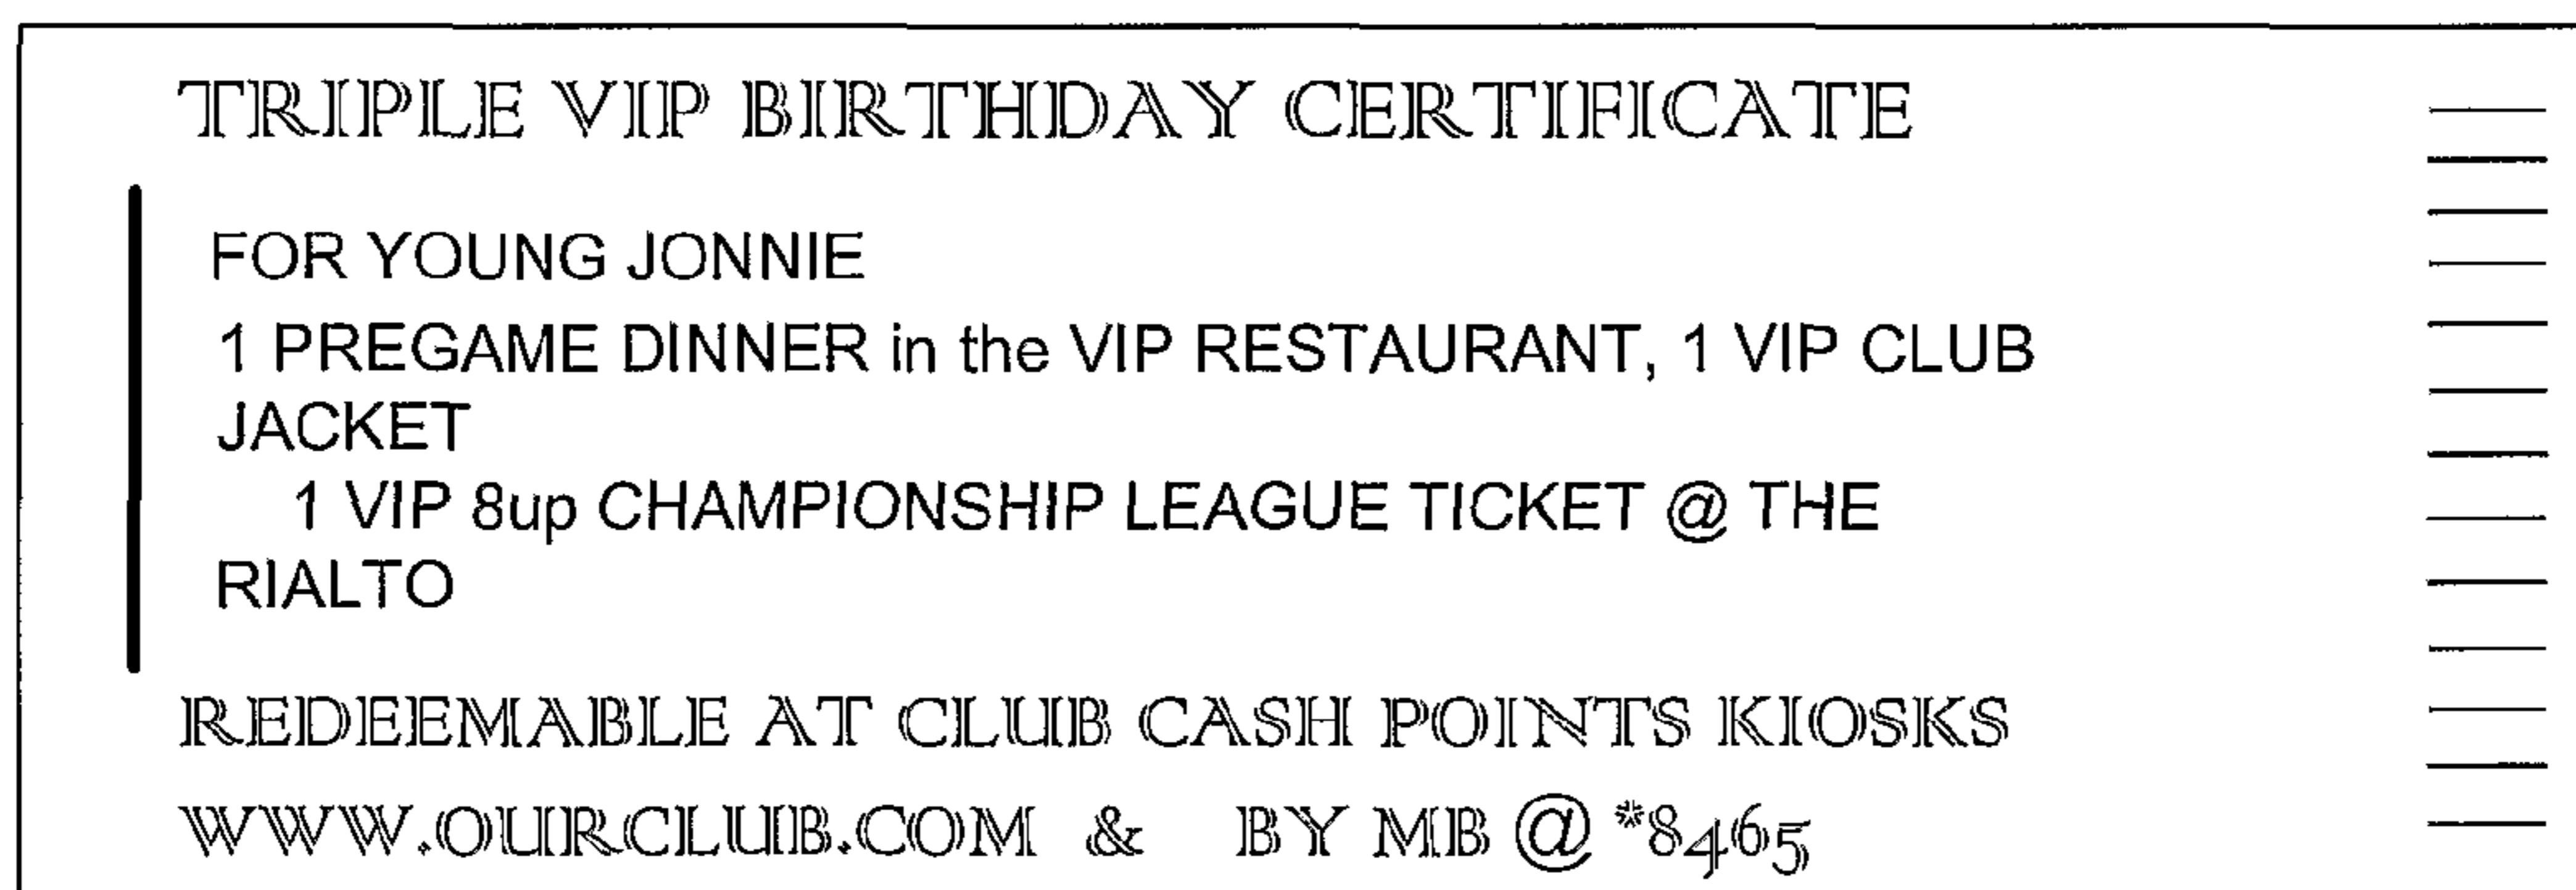 TRIPLE VIP BIRTHDAY CERTIFICATE
FOR YOUNG JONNIE
1 PREGAME DINNER in the VIP RESTAURANT, 1 VIP CLUB
JACKET
1 VIP 8up CHAMPIONSHIP LEAGUE TICKET @ THE
RIALTO
REDEEMABLE AT CLUB CASH POINTS KIOSKS
WWW.OURCLUB.COM & BY MB @ *8465